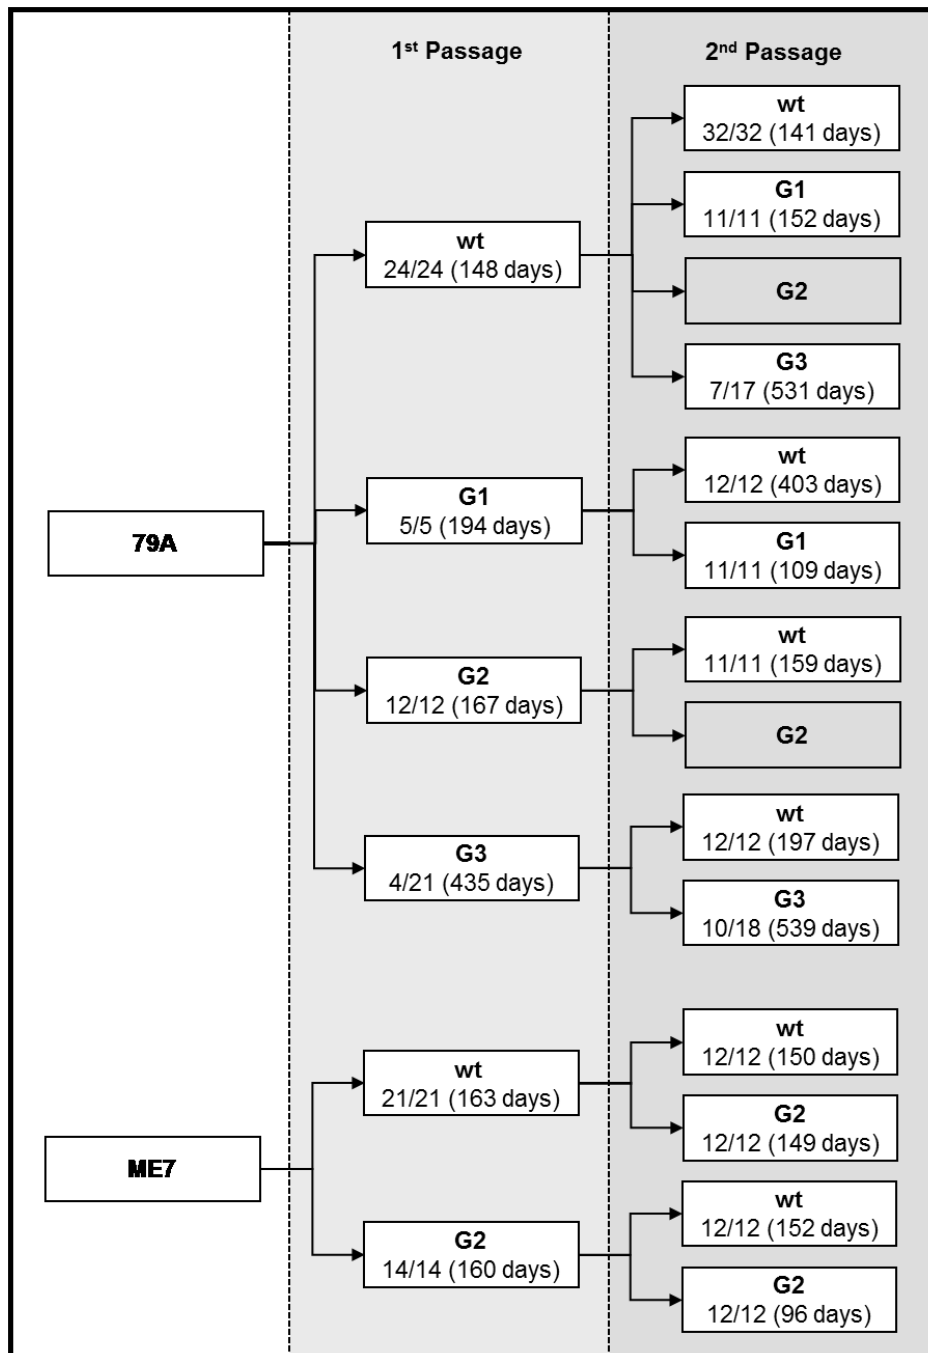 1st Passage
2nd Passage
79A
wt
24/24 (148 days)
wt
32/32 (141 days)
G1
11/11 (152 days)
G2
G3
7/17 (531 days)
G1
5/5 (194 days)
wt
12/12 (403 days)
G1
11/11 (109 days)
G2
12/12 (167 days)
wt
11/11 (159 days)
G2
G3
4/21 (435 days)
wt
12/12 (197 days)
G3
10/18 (539 days)
ME7
wt
21/21 (163 days)
wt
12/12 (150 days)
G2
12/12 (149 days)
G2
14/14 (160 days)
wt
12/12 (152 days)
G2
12/12 (96 days)